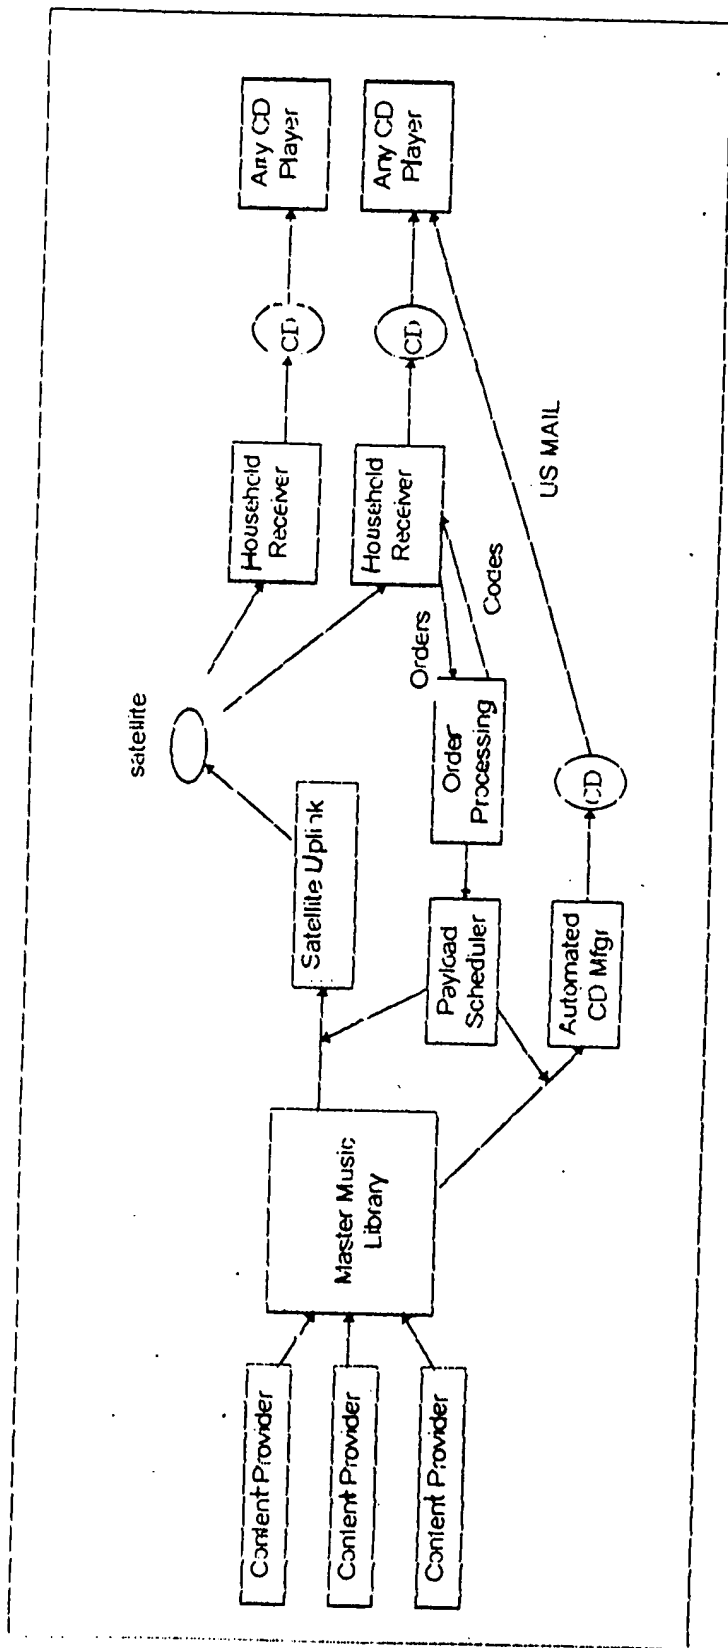 Content Provider
Content Provider
Content Provider
Master Music
Library
Satellite Uplink
satellite
Payload
Scheduler
Automated
CD Mfgr
Order
Processing
CD
Orders
Codes
US MAIL
Household
Receiver
Household
Receiver
CD
CD
Any CD
Player
Any CD
Player